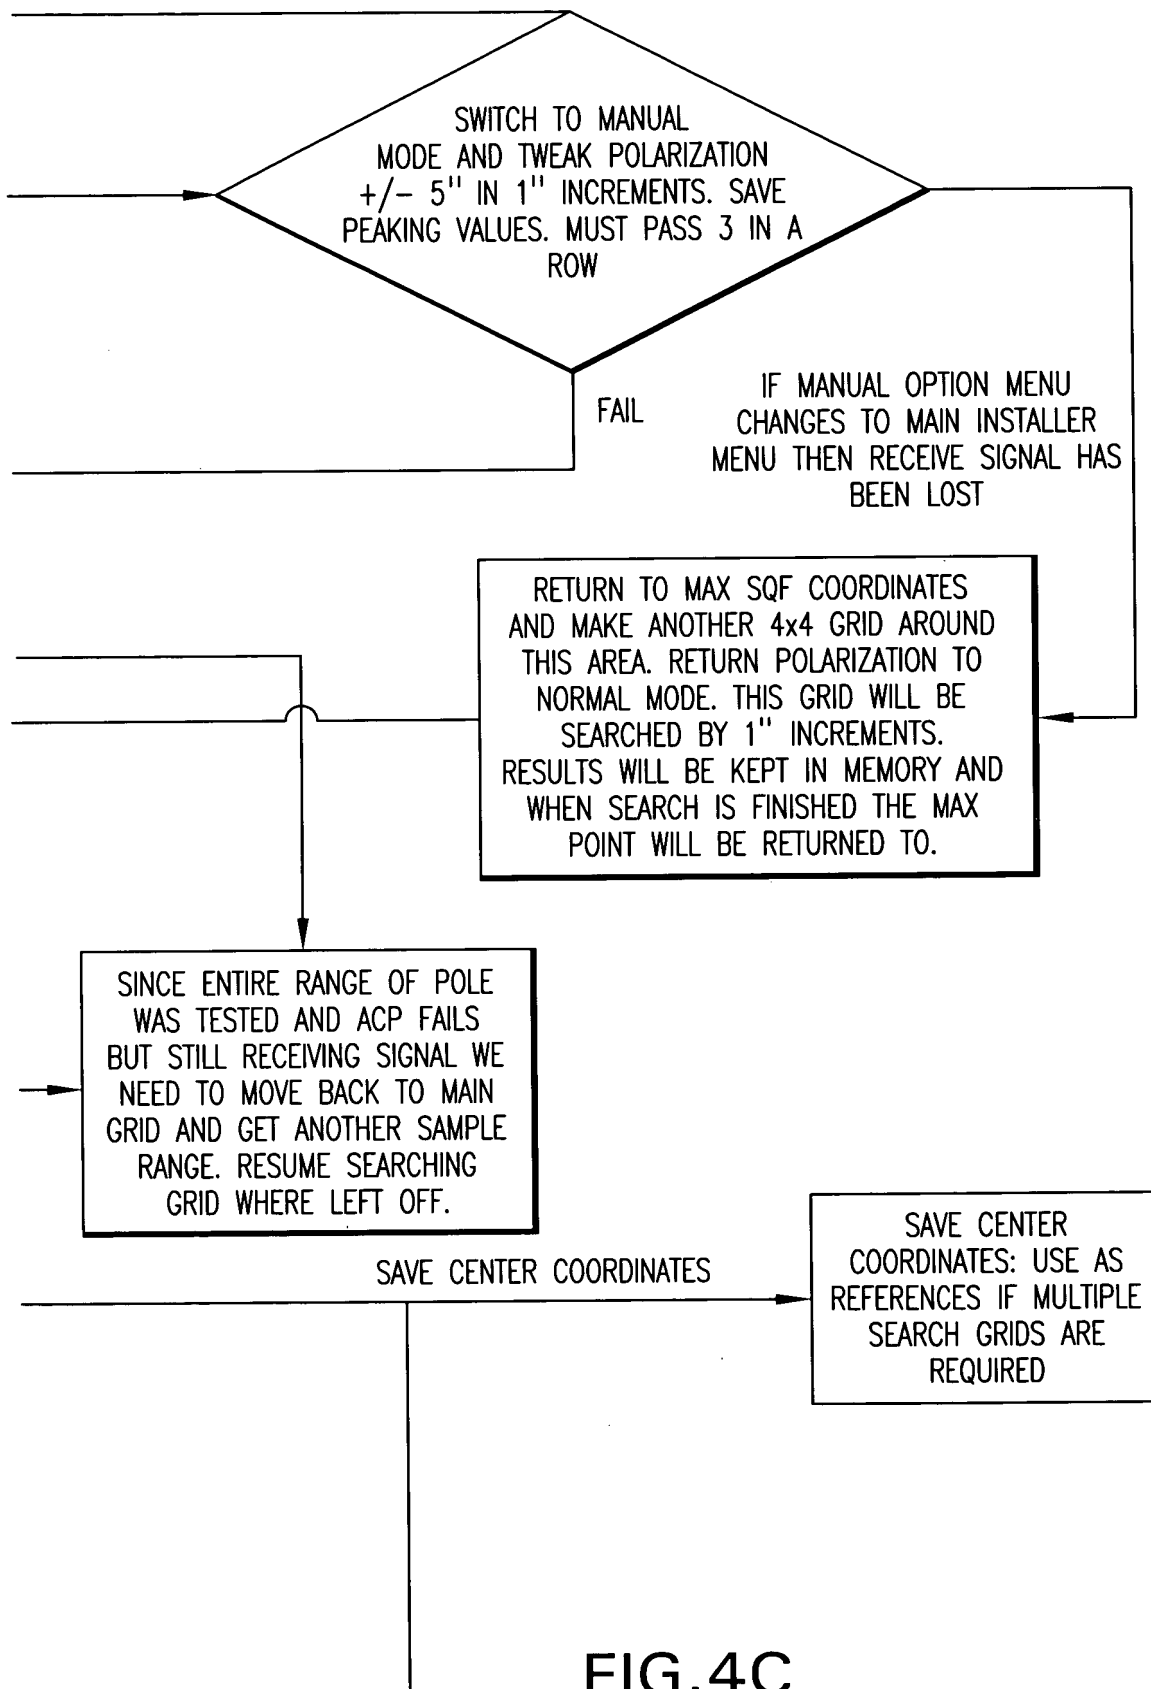 SWITCH TO MANUAL
MODE AND TWEAK POLARIZATION
+/- 5" IN 1" INCREMENTS. SAVE
PEAKING VALUES. MUST PASS 3 IN A
ROW
FAIL
IF MANUAL OPTION MENU
CHANGES TO MAIN INSTALLER
MENU THEN RECEIVE SIGNAL HAS
BEEN LOST
RETURN TO MAX SQF COORDINATES
AND MAKE ANOTHER 4x4 GRID AROUND
THIS AREA. RETURN POLARIZATION TO
NORMAL MODE. THIS GRID WILL BE
SEARCHED BY 1" INCREMENTS.
RESULTS WILL BE KEPT IN MEMORY AND
WHEN SEARCH IS FINISHED THE MAX
POINT WILL BE RETURNED TO.
SINCE ENTIRE RANGE OF POLE
WAS TESTED AND ACP FAILS
BUT STILL RECEIVING SIGNAL WE
NEED TO MOVE BACK TO MAIN
GRID AND GET ANOTHER SAMPLE
RANGE. RESUME SEARCHING
GRID WHERE LEFT OFF.
SAVE CENTER COORDINATES
SAVE CENTER
COORDINATES: USE AS
REFERENCES IF MULTIPLE
SEARCH GRIDS ARE
REQUIRED
FIG.4C